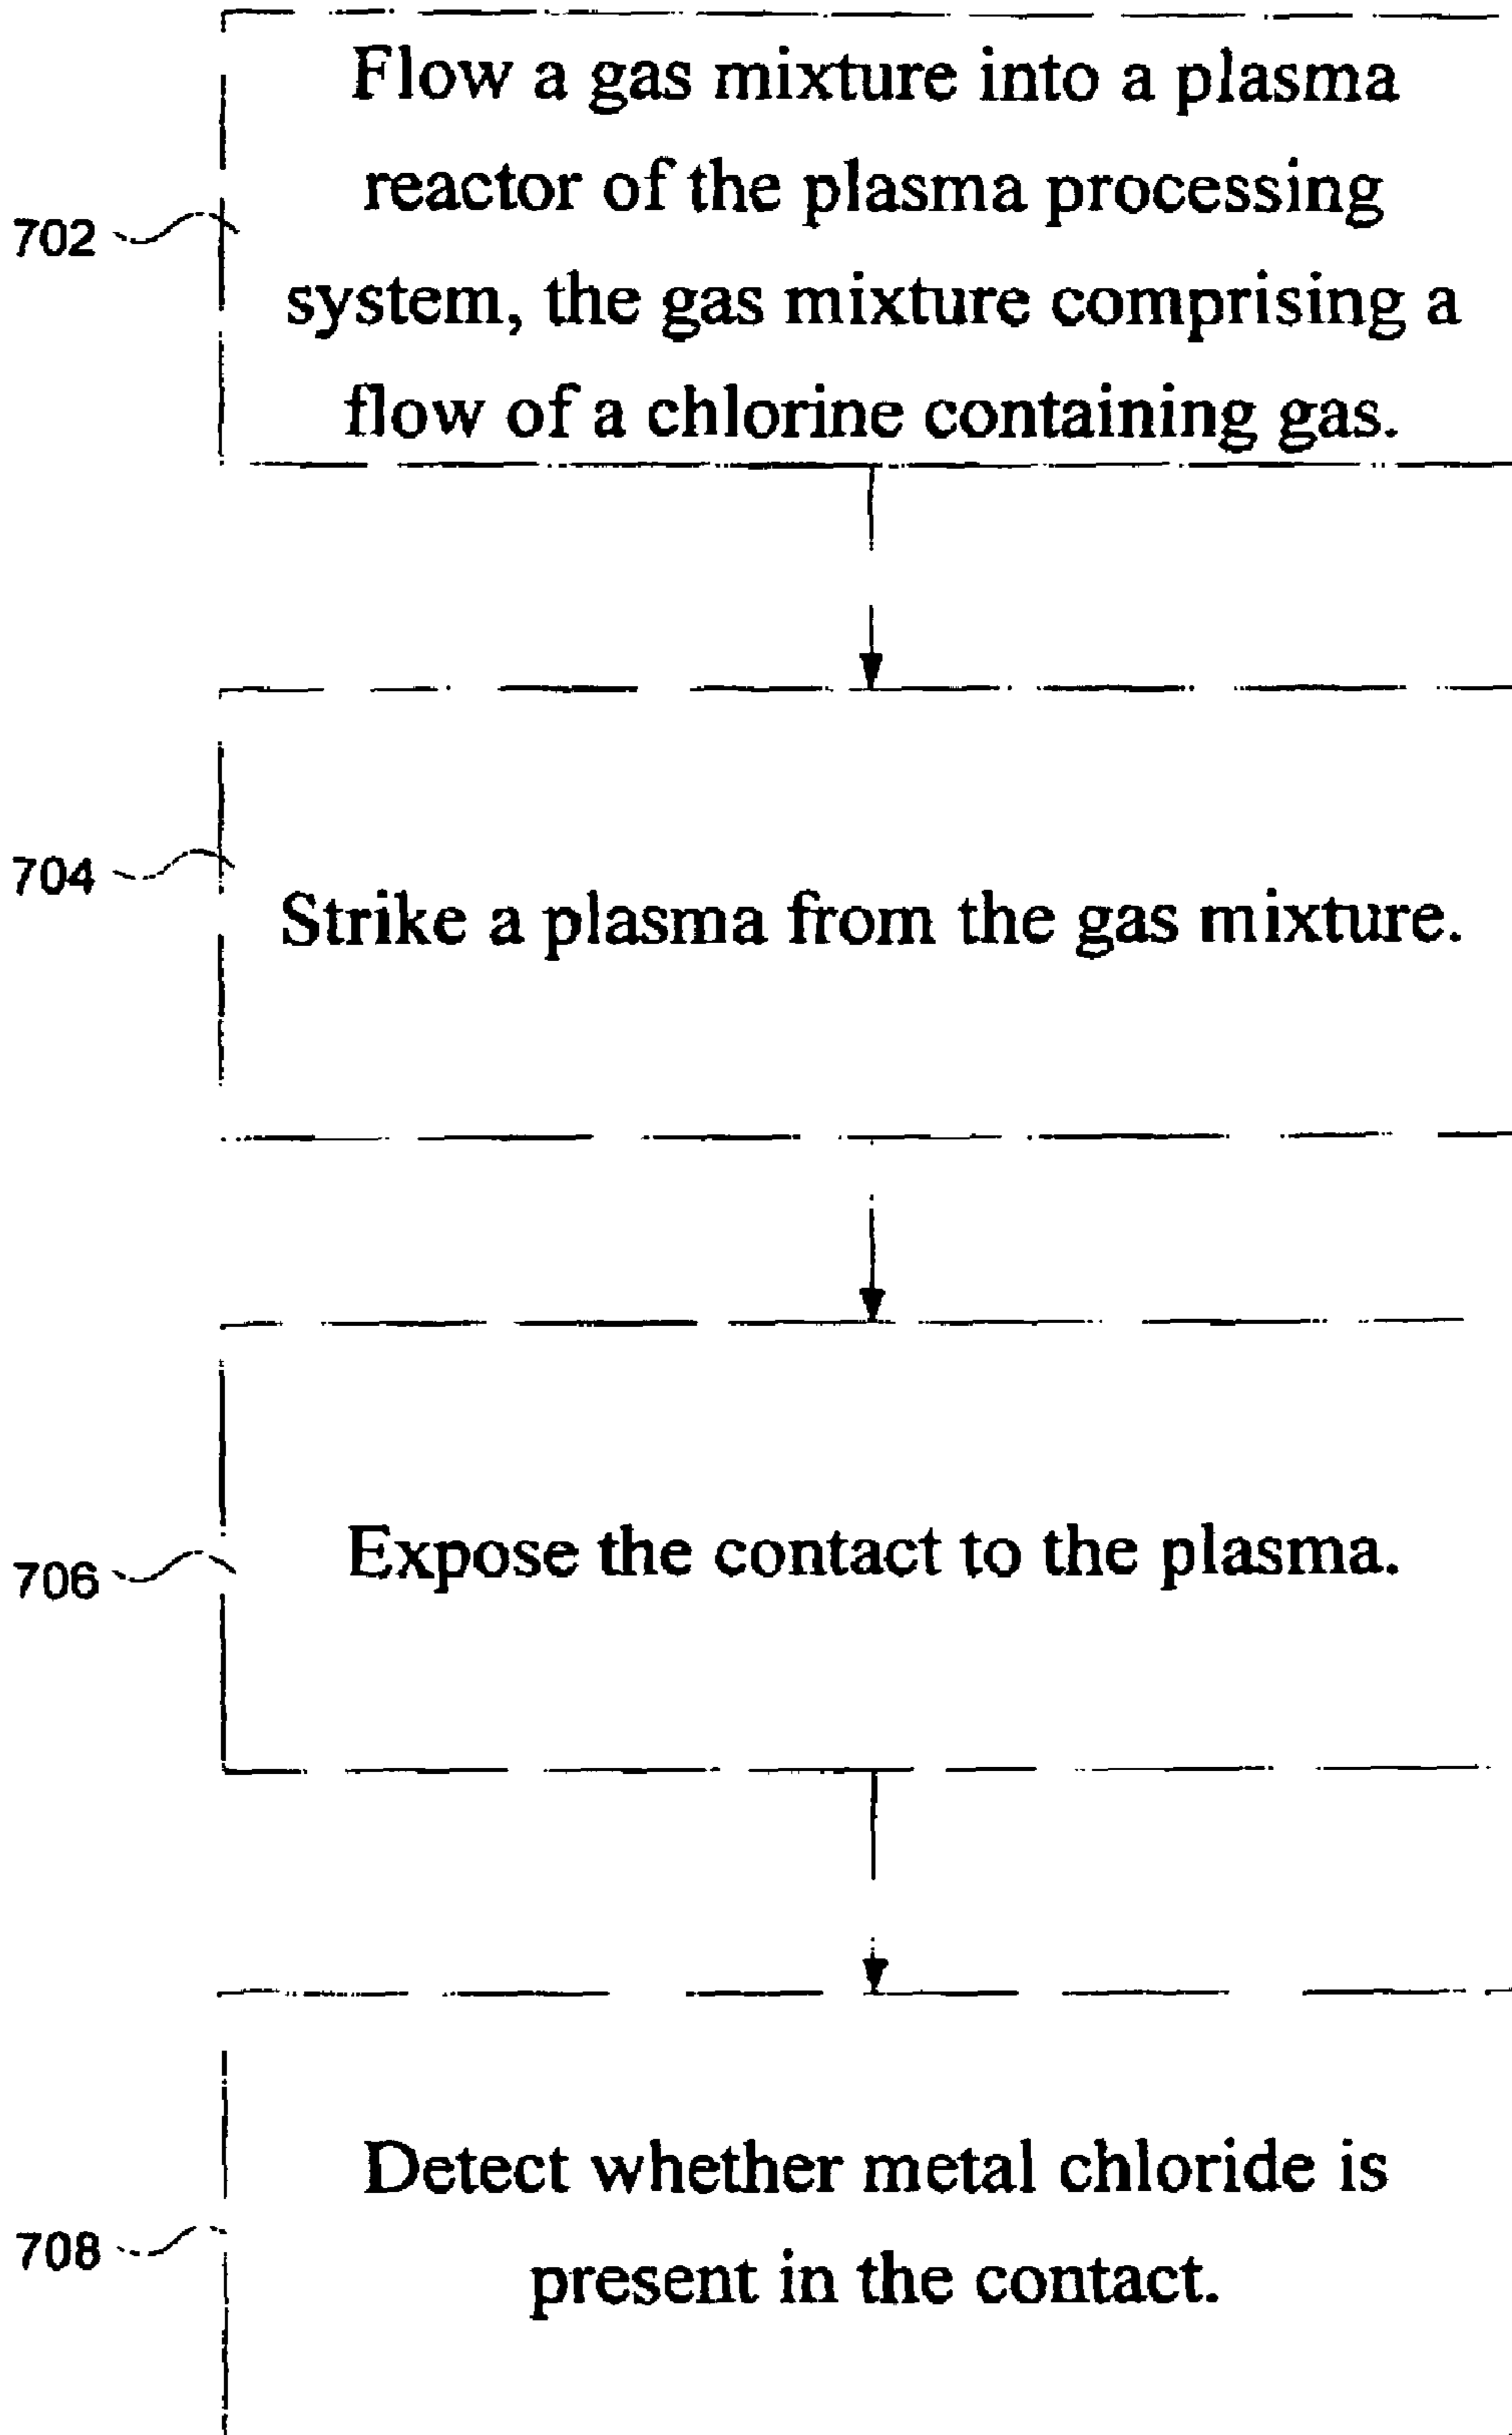 Flow a gas mixture into a plasma
reactor of the plasma processing
702
system, the gas mixture comprising a
flow of a chlorine containing gas.
704
Strike a plasma from the gas mixture.
706
Expose the contact to the plasma.
Detect whether metal chloride is
708
present in the contact.